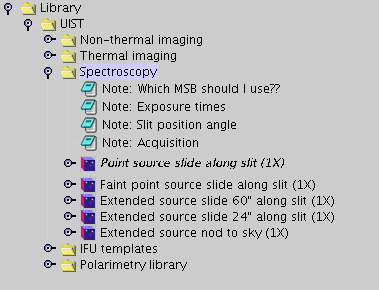 Library
UIST
Non-thermal imaging
Thermal imaging
Spectroscopy
Note: Which MSB should I use??
Note: Exposure times
Note: Slit position angle
Note: Acquisition
Point source slide along slit (1X)
Faint point source slide along slit (1X)
Extended source slide 60" along slit (1X)
Extended source slide 24" along slit (1X)
Extended source nod to sky (1X)
IFU templates
Polarimetry library